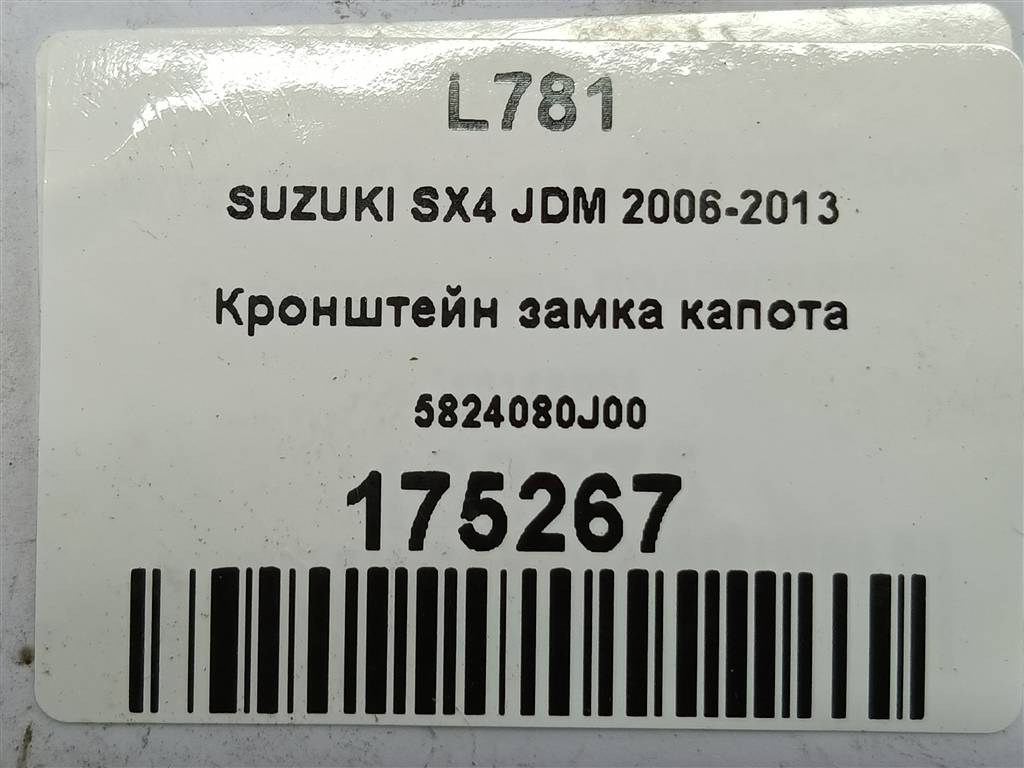 L781
SUZUKI SX4 JDM 2006-2013
Кронштейн замка капота
5824080J00
175267